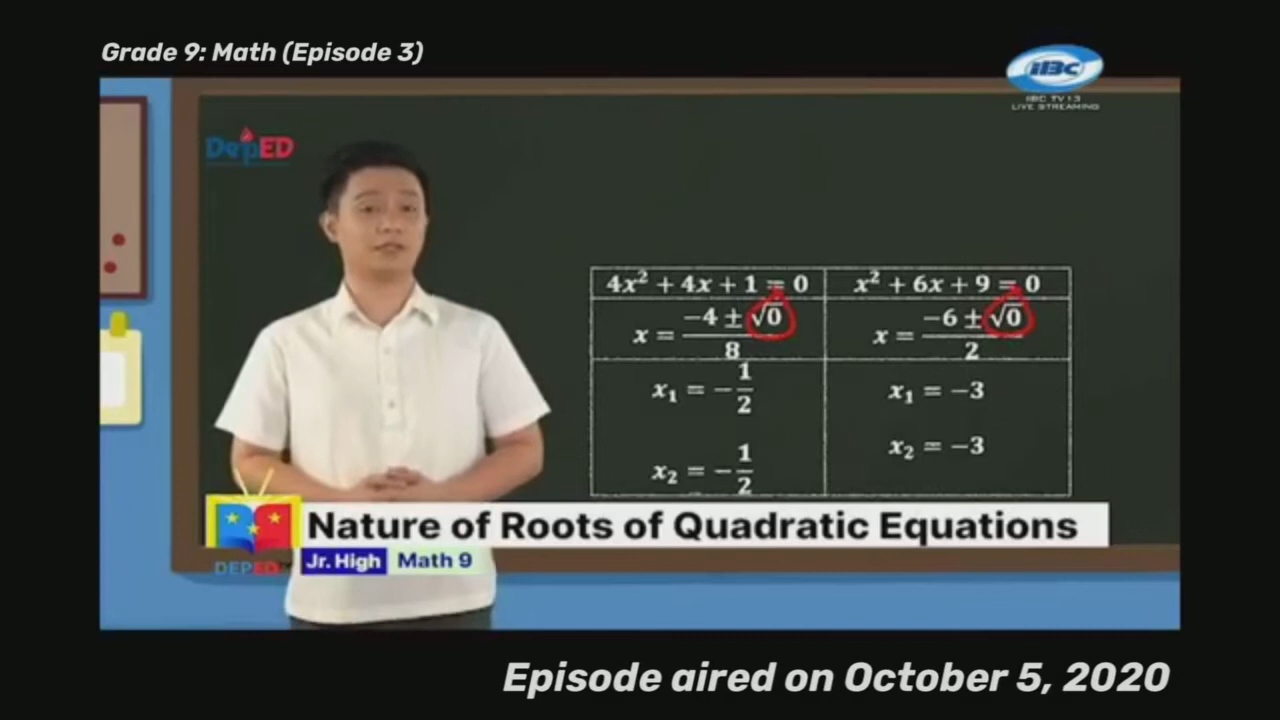 Grade 9: Math (Episode 3)
iBC
IBC TV13
LIVE STREAMING
DepED
4x² + 4x + 1 = 0
x = (-4 ± √0)/8
x₁ = -1/2
x₂ = -1/2
x² + 6x + 9 = 0
x = (-6 ± √0)/2
x₁ = -3
x₂ = -3
Nature of Roots of Quadratic Equations
DEPED
Jr. High Math 9
Episode aired on October 5, 2020